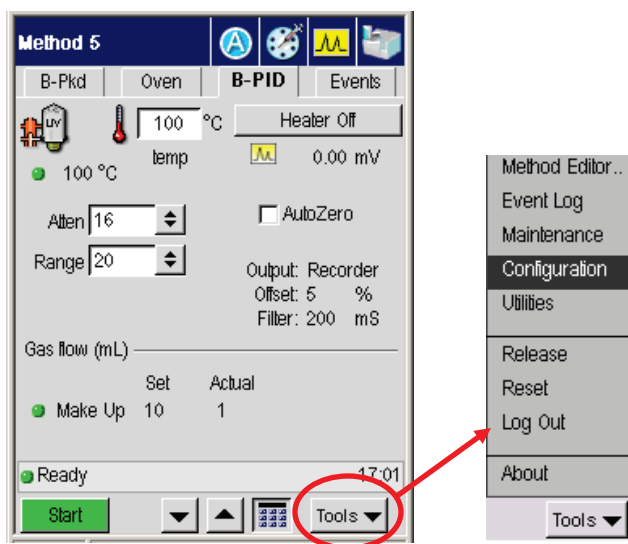 Method 5
B-Pkd Oven B-PID Events
UV 100 °C Heater Off
temp 0.00 mV
100 °C
Atten 16 AutoZero
Range 20
Output: Recorder
Offset: 5 %
Filter: 200 mS
Gas flow (mL)
Set Actual
Make Up 10 1
Ready 17:01
Start Tools
Method Editor..
Event Log
Maintenance
Configuration
Utilities
Release
Reset
Log Out
About
Tools